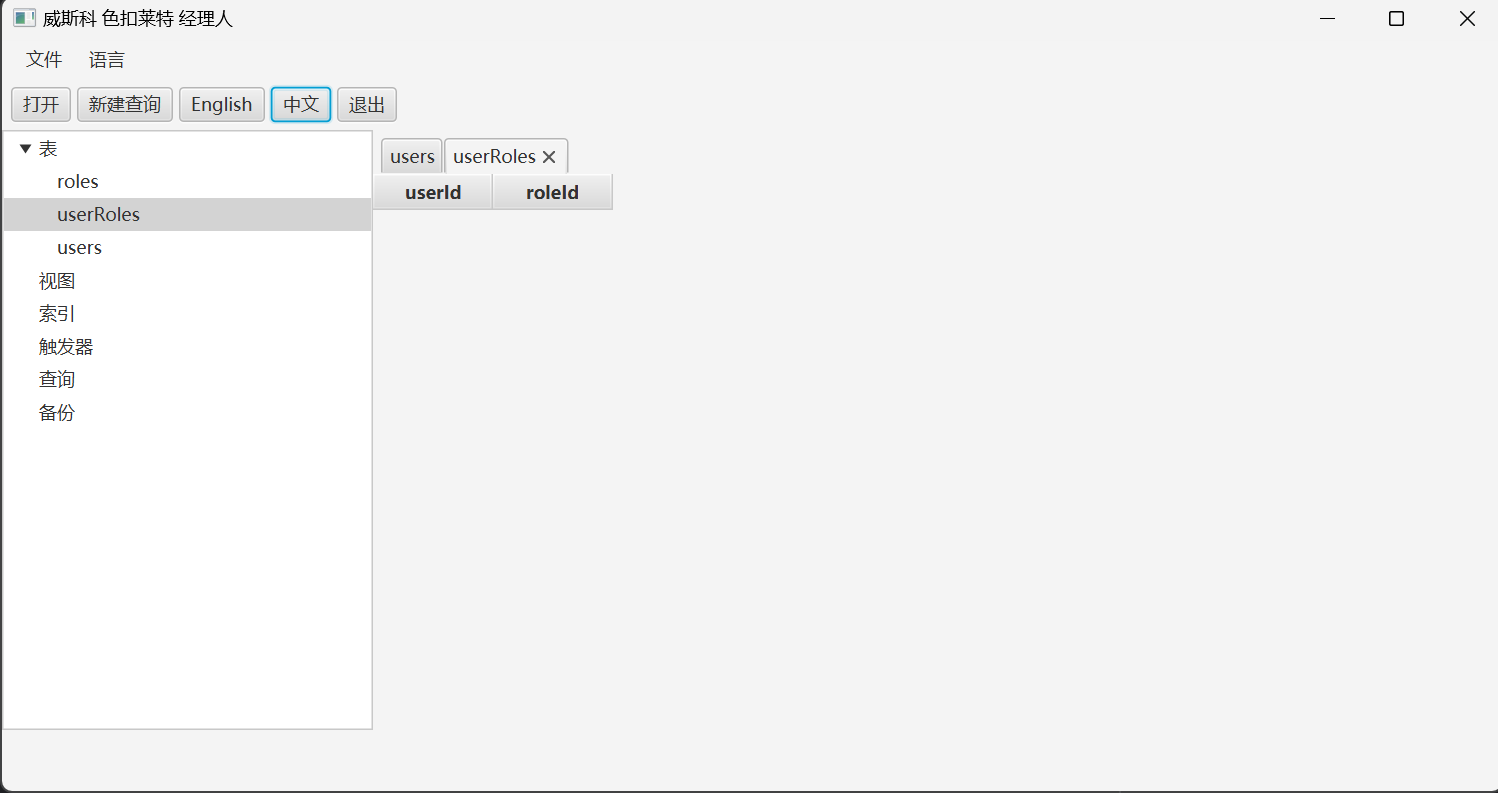 威斯科 色扣莱特 经理人
文件 语言
打开 新建查询 English 中文 退出
表
roles
userRoles
users
视图
索引
触发器
查询
备份
users userRoles
userId roleId